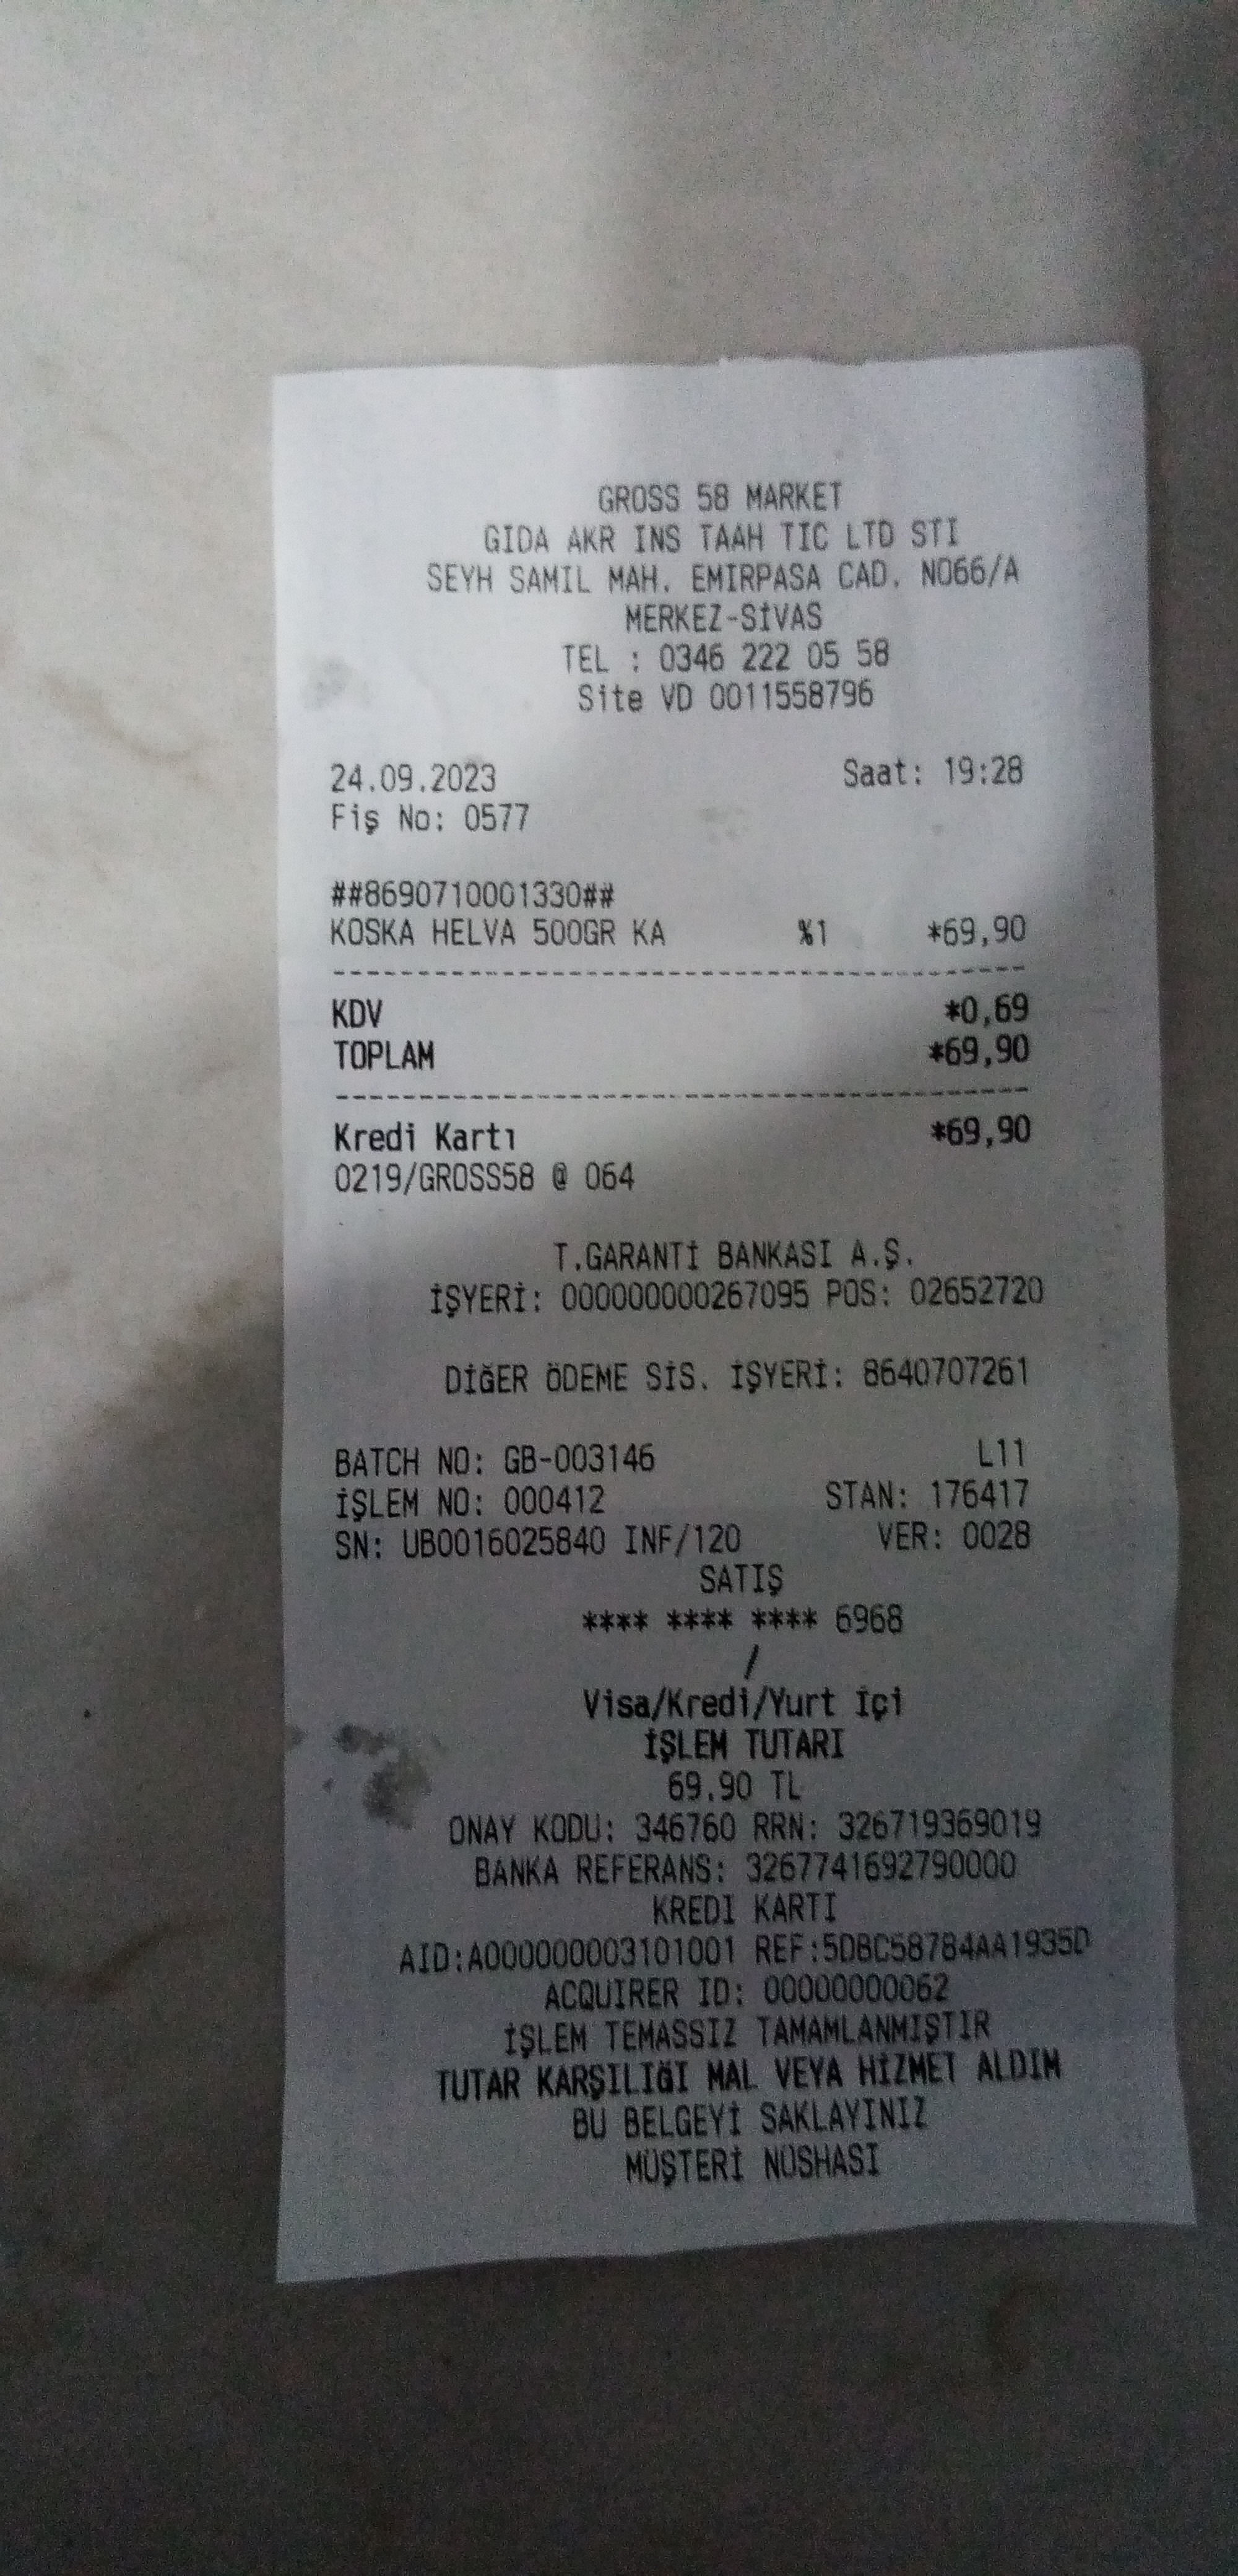 GROSS 58 MARKET
GIDA AKR INS TAAH TIC LTD STI
SEYH SAMIL MAH. EMIRPASA CAD. NO66/A
MERKEZ-SİVAS
TEL : 0346 222 05 58
Site VD 0011558796
24.09.2023 Saat: 19:28
Fiş No: 0577
##8690710001330##
KOSKA HELVA 500GR KA %1 *69,90
KDV *0,69
TOPLAM *69,90
Kredi Kartı *69,90
0219/GROSS58 @ 064
T.GARANTİ BANKASI A.Ş.
İŞYERİ: 000000000267095 POS: 02652720
DİĞER ÖDEME SİS. İŞYERİ: 8640707261
BATCH NO: GB-003146 L11
İŞLEM NO: 000412 STAN: 176417
SN: UB0016025840 INF/120 VER: 0028
SATIŞ
**** **** **** 6968
/
Visa/Kredi/Yurt İçi
İŞLEM TUTARI
69.90 TL
ONAY KODU: 346760 RRN: 326719369019
BANKA REFERANS: 3267741692790000
KREDI KARTI
AID:A0000000031010​01 REF:5DBC58784AA1935D
ACQUIRER ID: 00000000062
İŞLEM TEMASSIZ TAMAMLANMIŞTIR
TUTAR KARŞILIĞI MAL VEYA HİZMET ALDIM
BU BELGEYİ SAKLAYINIZ
MÜŞTERİ NÜSHASI